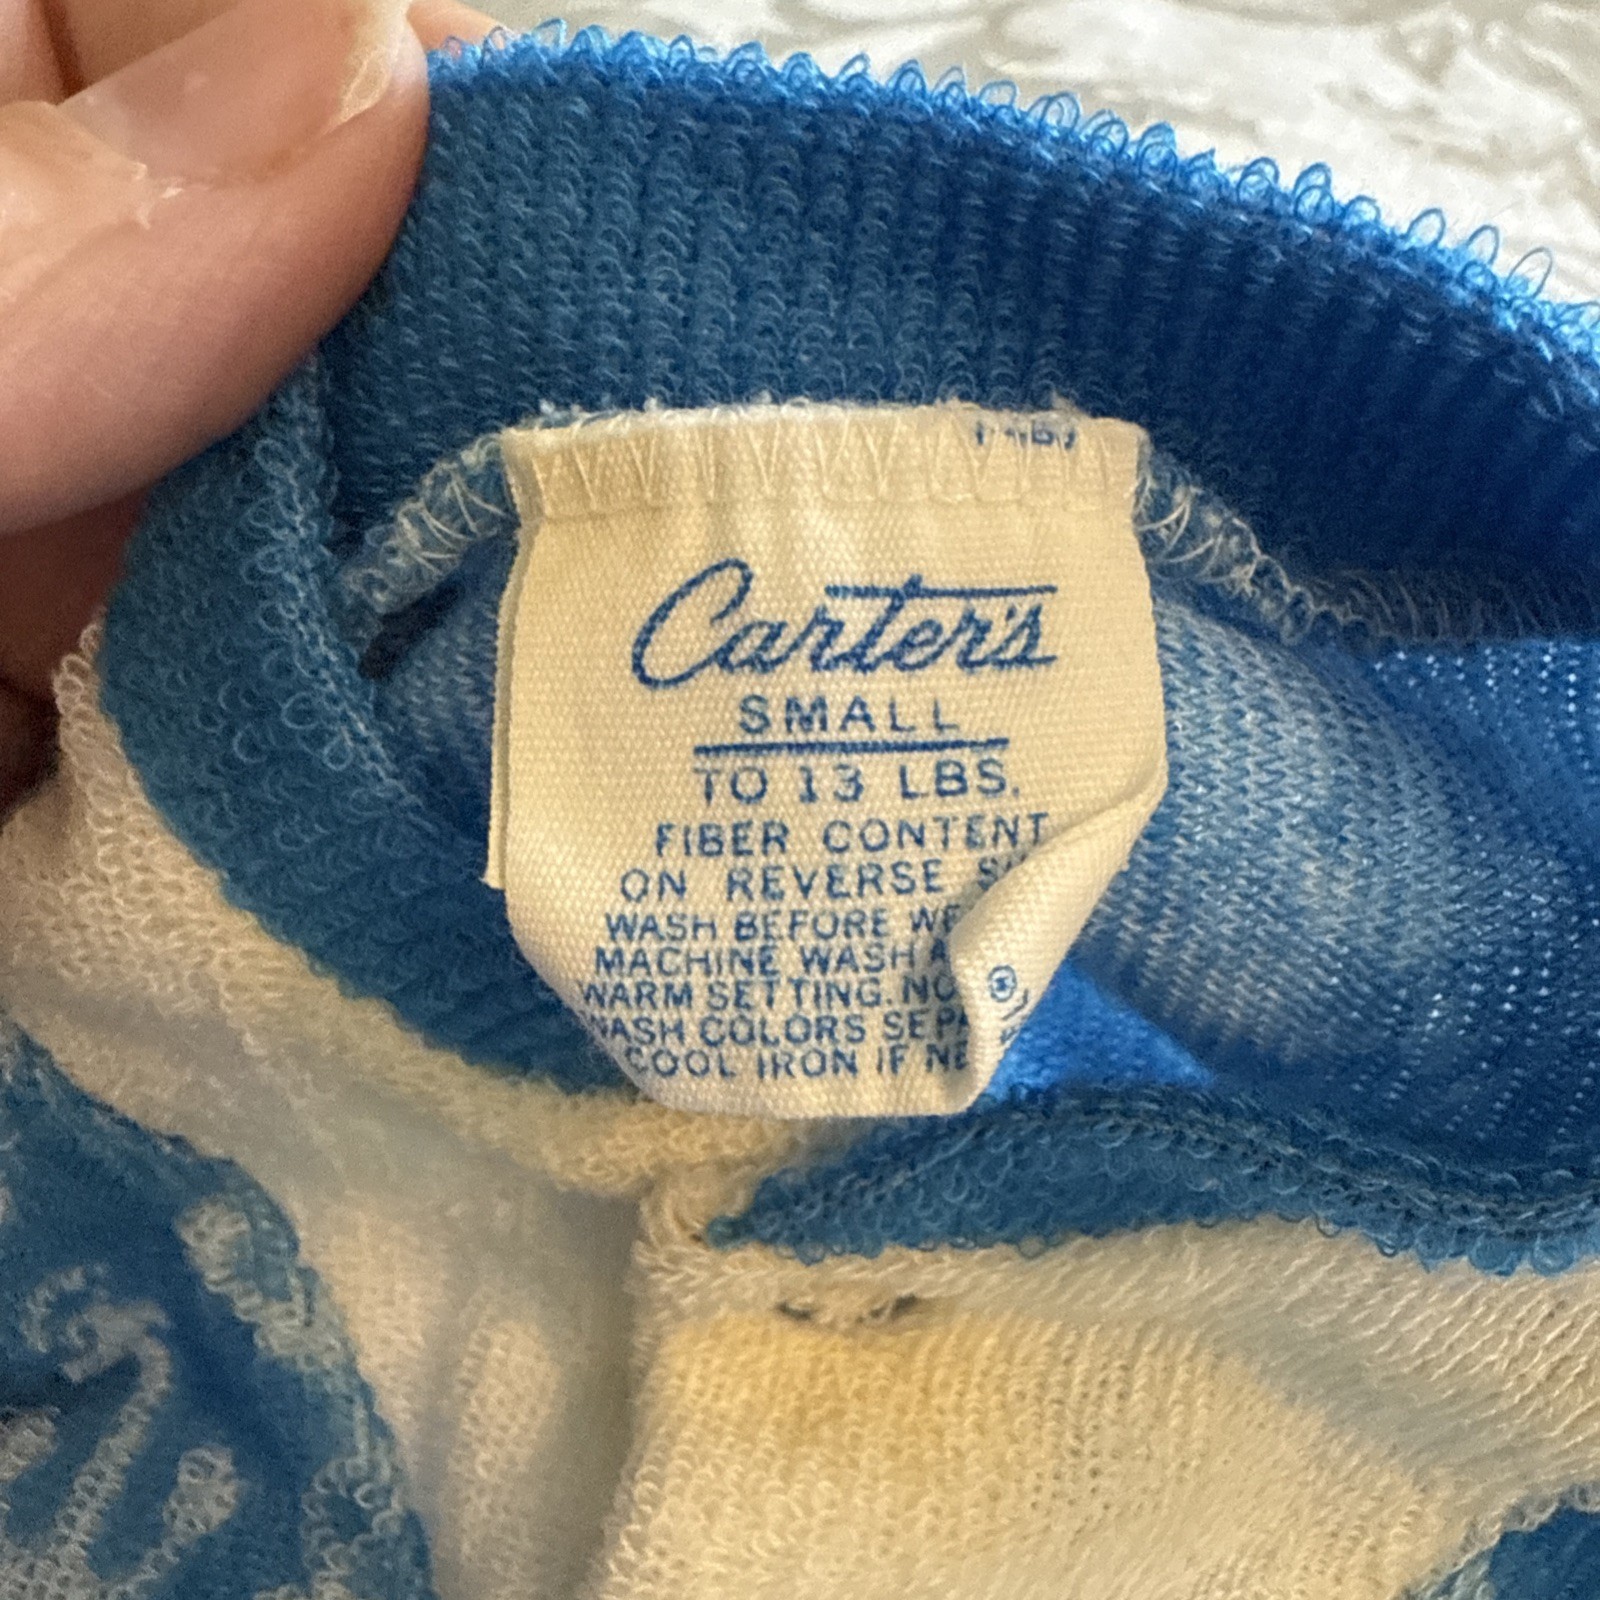 Carter's
SMALL
TO 13 LBS.
FIBER CONTENT
ON REVERSE
WASH BEFORE
MACHINE WASH
WARM SETTING.
WASH COLORS
COOL IRON IF